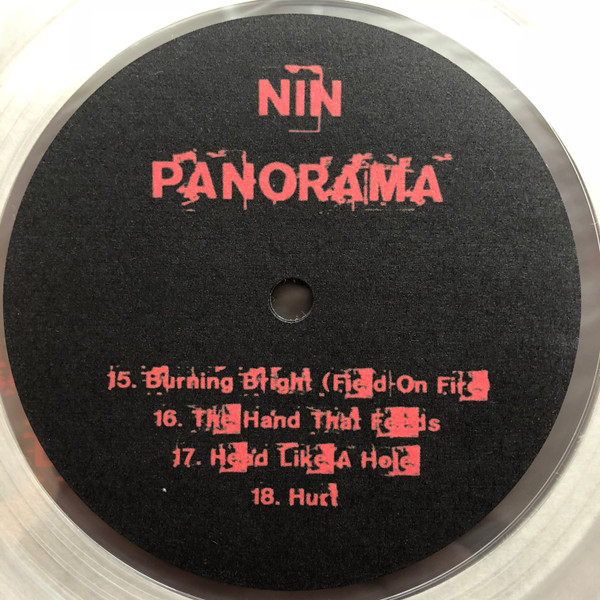 NIN
PANORAMA
15. Burning Bright (Field On Fire)
16. The Hand That Feeds
17. Head Like A Hole
18. Hurt